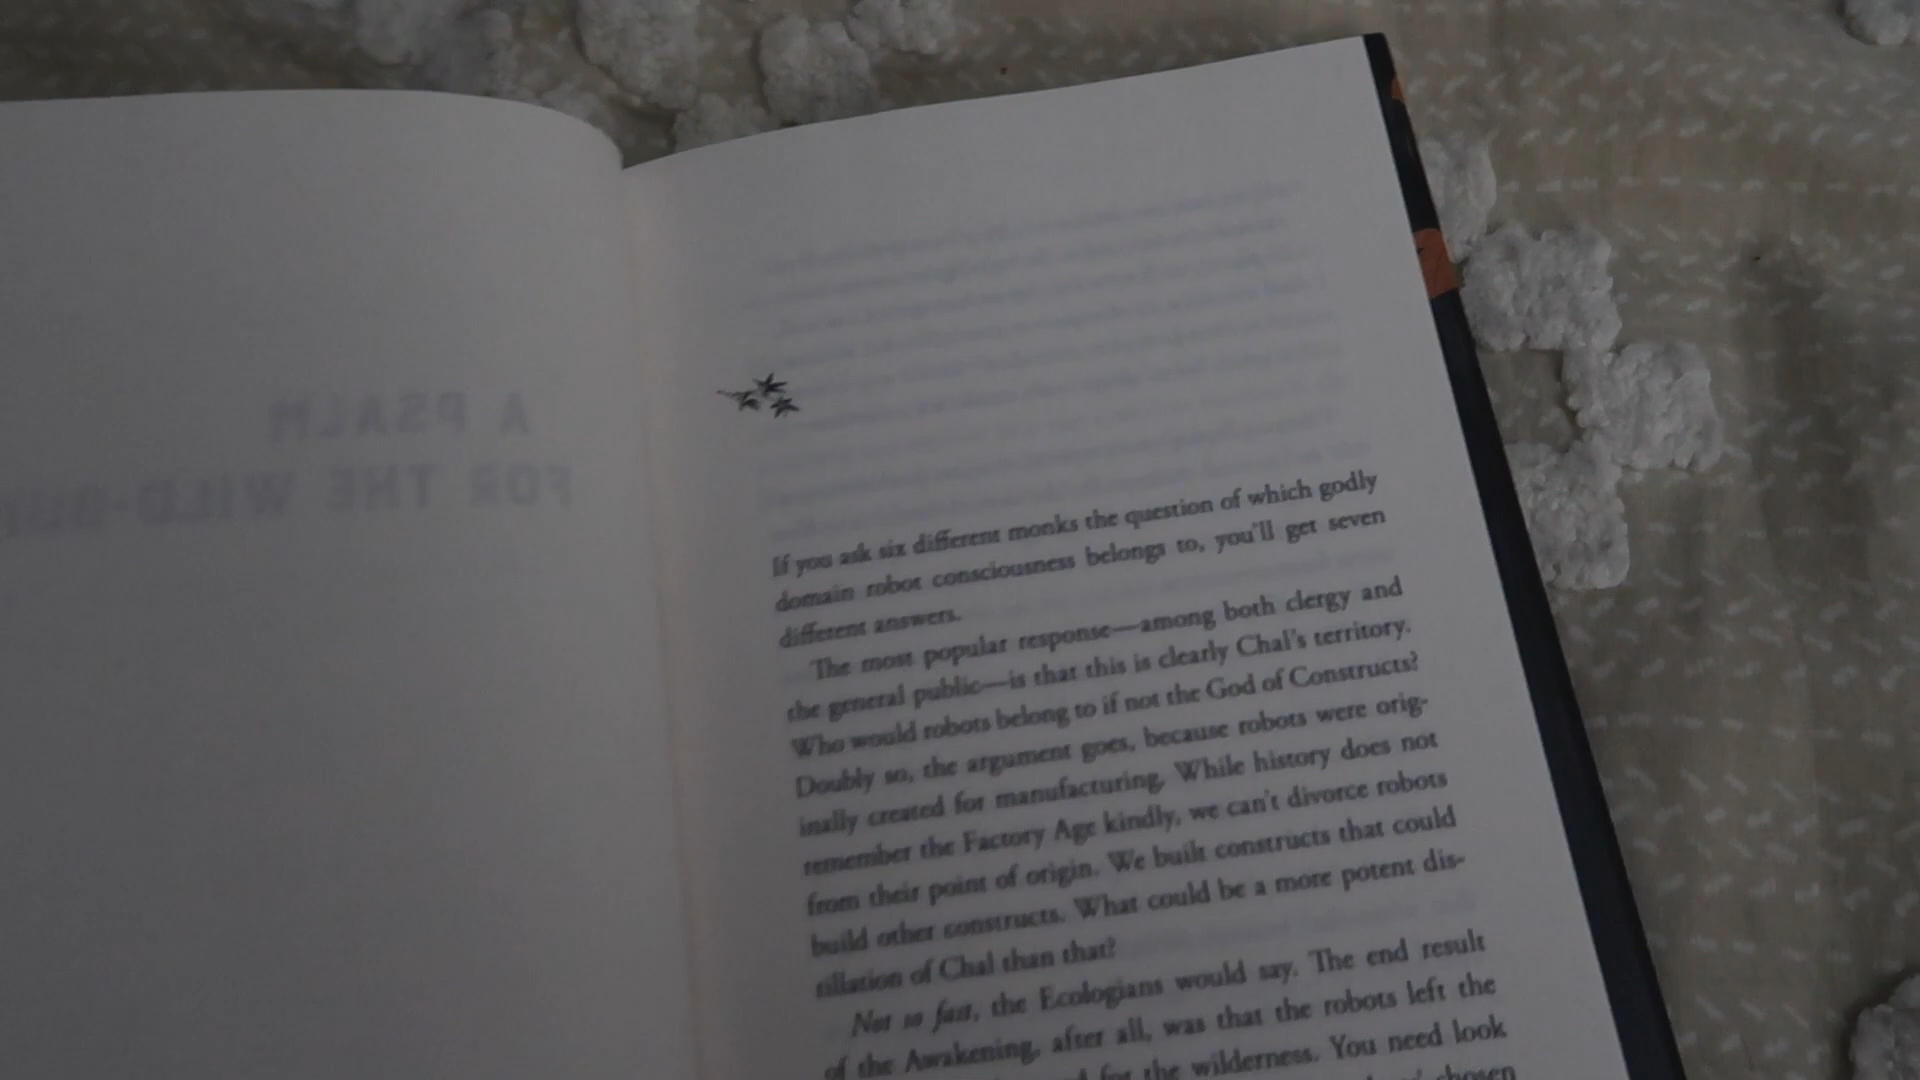 A PSALM
FOR THE WILD-BU
If you ask six different monks the question of which godly
domain robot consciousness belongs to, you'll get seven
different answers.
The most popular response—among both clergy and
the general public—is that this is clearly Chal's territory.
Who would robots belong to if not the God of Constructs?
Doubly so, the argument goes, because robots were orig-
inally created for manufacturing. While history does not
remember the Factory Age kindly, we can't divorce robots
from their point of origin. We built constructs that could
build other constructs. What could be a more potent dis-
tillation of Chal than that?
Not so fast, the Ecologians would say. The end result
of the Awakening, after all, was that the robots left the
for the wilderness. You need look
chosen